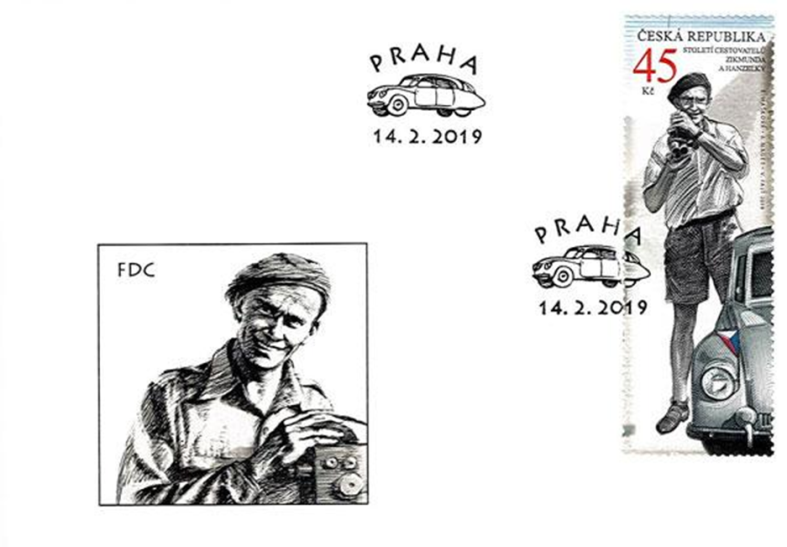 PRAHA
14. 2. 2019
ČESKÁ REPUBLIKA
45
Kč
STOLETÍ CESTOVATELŮ
ZIKMUNDA
A HANZELKY
PRAHA
14. 2. 2019
FDC